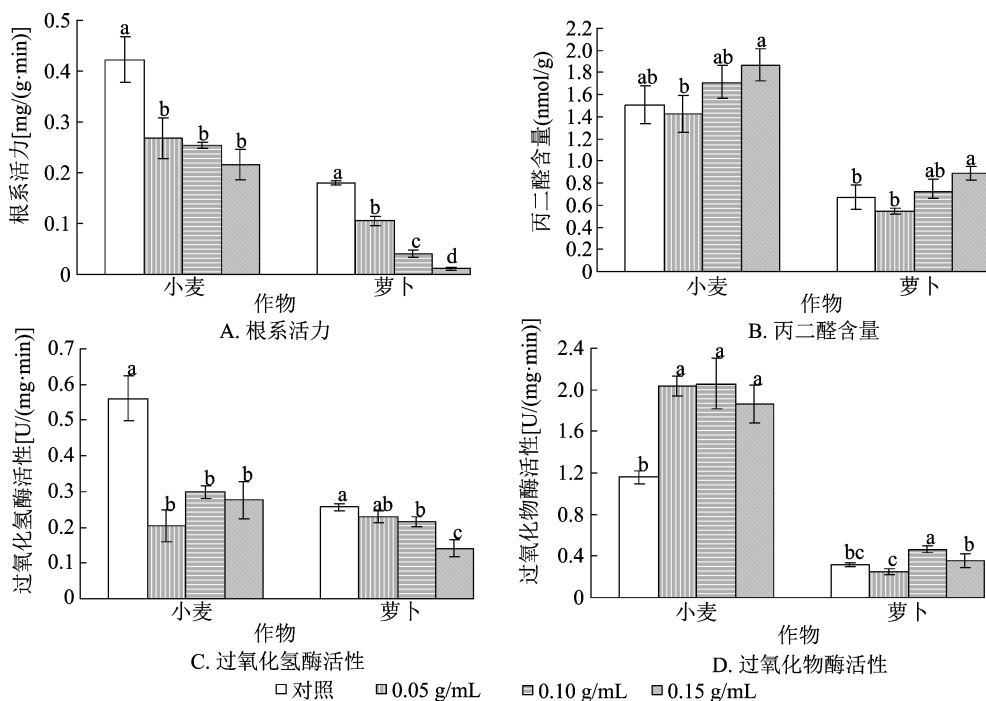 根系活力[mg/(g·min)]
0.5
0.4
0.3
0.2
0.1
0
a
b
b
b
a
b
c
d
小麦
萝卜
作物
A. 根系活力
丙二醛含量(nmol/g)
2.0
1.8
1.6
1.4
1.2
1.0
0.8
0.6
0.4
0.2
0
ab
b
a
a
b
b
ab
a
小麦
萝卜
作物
B. 丙二醛含量
过氧化氢酶活性[U/(mg·min)]
0.7
0.6
0.5
0.4
0.3
0.2
0.1
0
a
b
b
b
a
ab
b
c
小麦
萝卜
作物
C. 过氧化氢酶活性
过氧化物酶活性[U/(mg·min)]
2.4
2.0
1.6
1.2
0.8
0.4
0
b
a
a
a
bc
c
a
b
小麦
萝卜
作物
D. 过氧化物酶活性
对照 0.05 g/mL 0.10 g/mL 0.15 g/mL